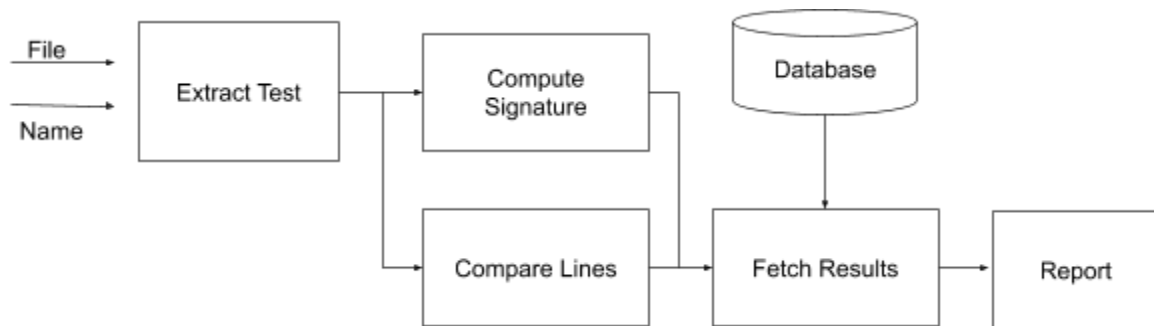 File
Name
Extract Test
Compute
Signature
Database
Compare Lines
Fetch Results
Report